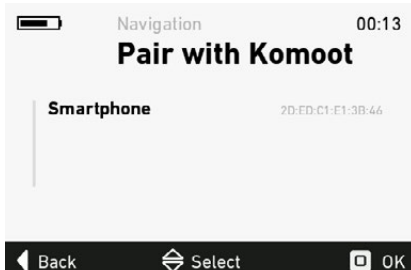 Navigation 00:13
Pair with Komoot
Smartphone 2D:ED:C1:E1:3B:46
Back Select OK